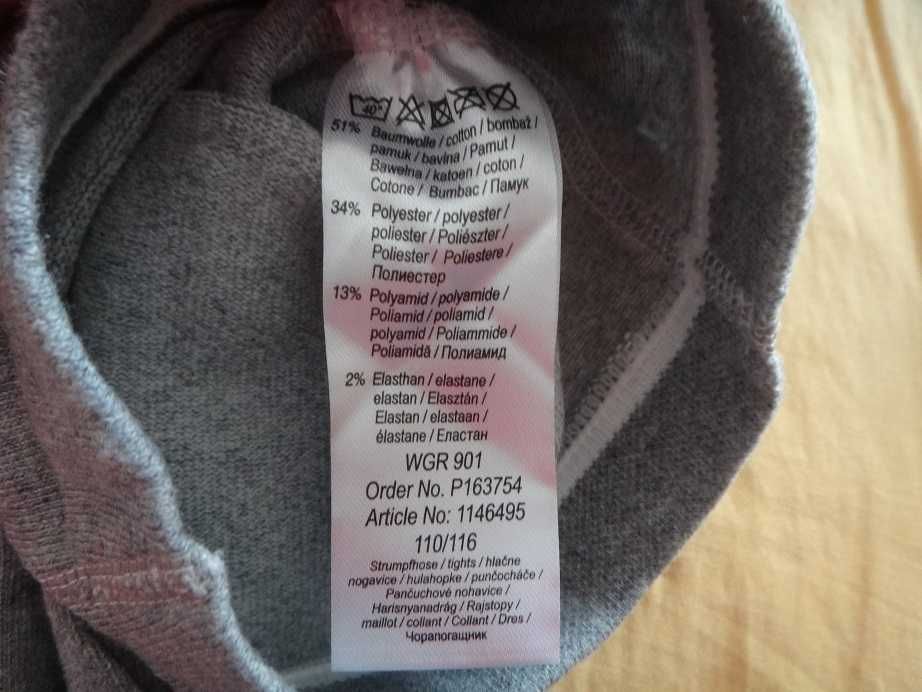 40°
51% Baumwolle / cotton / bombaž /
pamuk / bavlna / Pamut /
Bawełna / katoen / coton /
Cotone / Bumbac / Памук
34% Polyester / polyester /
poliester / Poliészter /
Poliester / Poliestere /
Полиестер
13% Polyamid / polyamide /
Poliamid / poliamid /
polyamid / Poliammide /
Poliamidă / Полиамид
2% Elasthan / elastane /
elastan / Elasztán /
Elastan / elastaan /
élastane / Еластан
WGR 901
Order No. P163754
Article No: 1146495
110/116
Strumpfhose / tights / hlačne
nogavice / hulahopke / punčocháče /
Pančuchové nohavice /
Harisnyanadrág / Rajstopy /
maillot / collant / Collant / Dres /
Чорапогащник